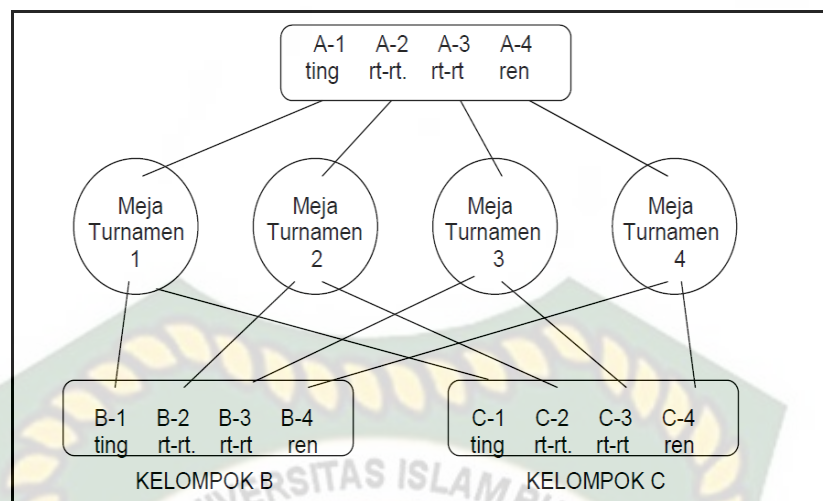 A-1 A-2 A-3 A-4
ting rt-rt. rt-rt ren
Meja Turnamen 1
Meja Turnamen 2
Meja Turnamen 3
Meja Turnamen 4
B-1 B-2 B-3 B-4
ting rt-rt. rt-rt ren
KELOMPOK B
C-1 C-2 C-3 C-4
ting rt-rt. rt-rt ren
KELOMPOK C
UNIVERSITAS ISLAM